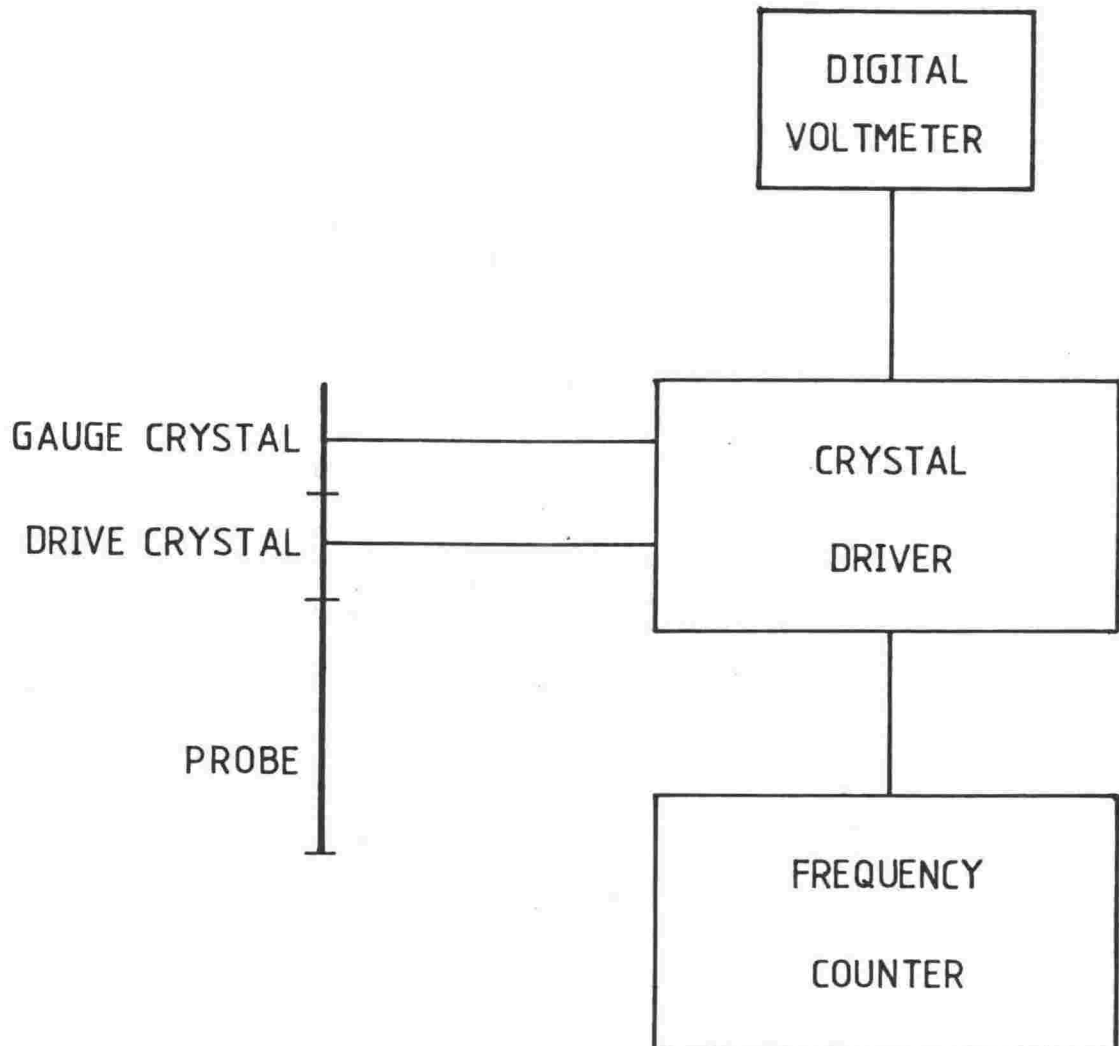 DIGITAL
VOLTMETER
GAUGE CRYSTAL
DRIVE CRYSTAL
PROBE
CRYSTAL
DRIVER
FREQUENCY
COUNTER